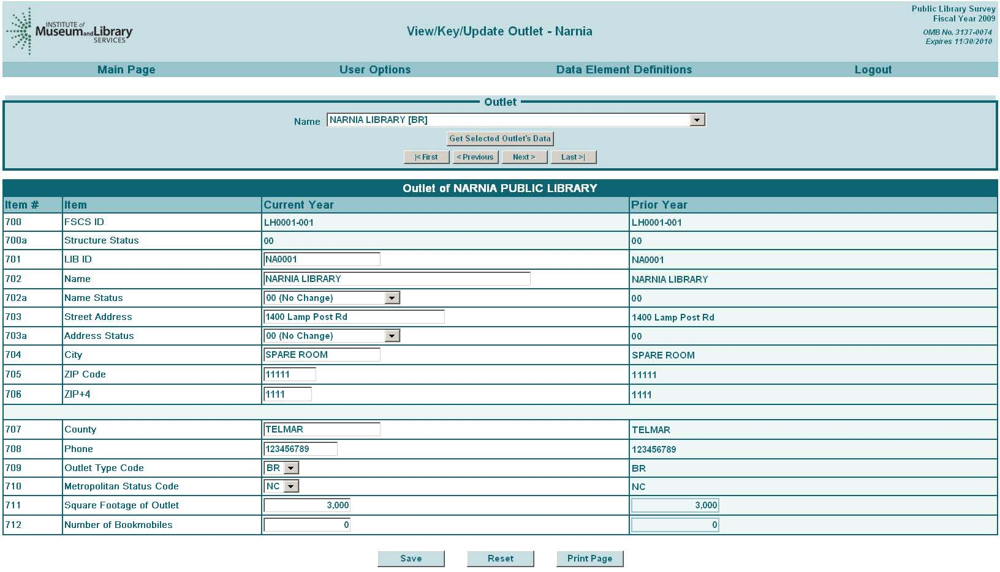 INSTITUTE of
Museum and Library
SERVICES
View/Key/Update Outlet - Narnia
Public Library Survey
Fiscal Year 2009
OMB No. 3137-0074
Expires 11/30/2010
Main Page User Options Data Element Definitions Logout
Outlet
Name NARNIA LIBRARY [BR]
Get Selected Outlet's Data
|< First < Previous Next > Last >|
Outlet of NARNIA PUBLIC LIBRARY
Item # Item Current Year Prior Year
700 FSCS ID LH0001-001 LH0001-001
700a Structure Status 00 00
701 LIB ID NA0001 NA0001
702 Name NARNIA LIBRARY NARNIA LIBRARY
702a Name Status 00 (No Change) 00
703 Street Address 1400 Lamp Post Rd 1400 Lamp Post Rd
703a Address Status 00 (No Change) 00
704 City SPARE ROOM SPARE ROOM
705 ZIP Code 11111 11111
706 ZIP+4 1111 1111
707 County TELMAR TELMAR
708 Phone 123456789 123456789
709 Outlet Type Code BR BR
710 Metropolitan Status Code NC NC
711 Square Footage of Outlet 3,000 3,000
712 Number of Bookmobiles 0 0
Save Reset Print Page